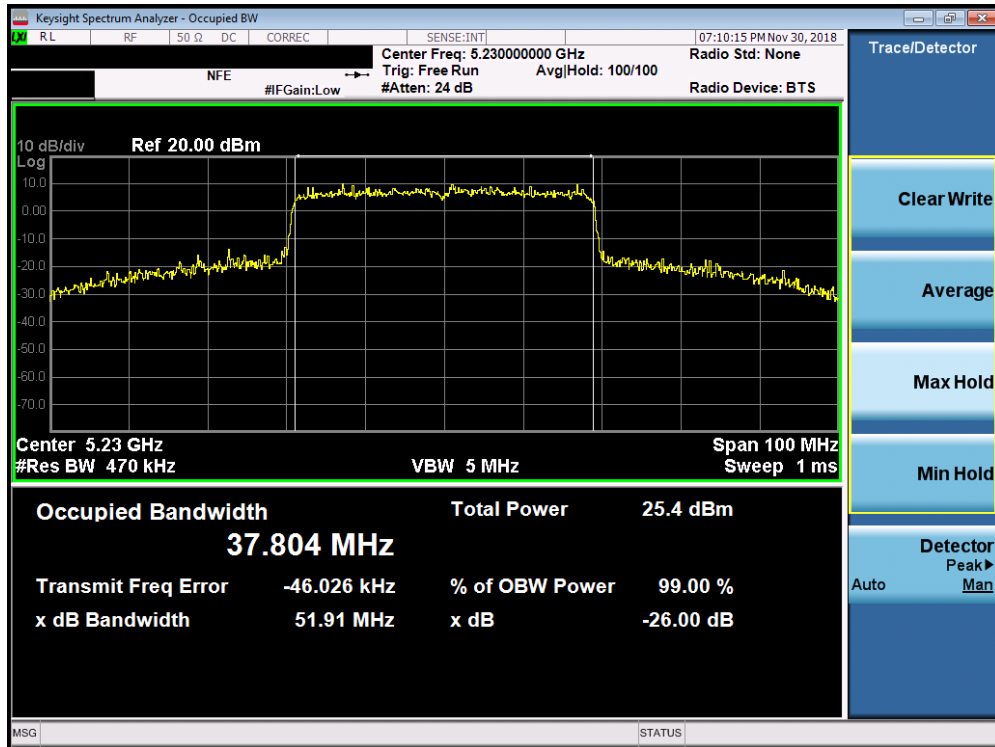 Keysight Spectrum Analyzer - Occupied BW
LXI RL RF 50 Ω DC CORREC SENSE:INT 07:10:15 PM Nov 30, 2018
NFE
#IFGain:Low
Center Freq: 5.230000000 GHz
Trig: Free Run Avg|Hold: 100/100
#Atten: 24 dB
Radio Std: None
Radio Device: BTS
10 dB/div Ref 20.00 dBm
Log
10.0
0.00
-10.0
-20.0
-30.0
-40.0
-50.0
-60.0
-70.0
Center 5.23 GHz Span 100 MHz
#Res BW 470 kHz VBW 5 MHz Sweep 1 ms
Occupied Bandwidth Total Power 25.4 dBm
37.804 MHz
Transmit Freq Error -46.026 kHz % of OBW Power 99.00 %
x dB Bandwidth 51.91 MHz x dB -26.00 dB
MSG STATUS
Trace/Detector
Clear Write
Average
Max Hold
Min Hold
Detector
Peak▶
Auto Man